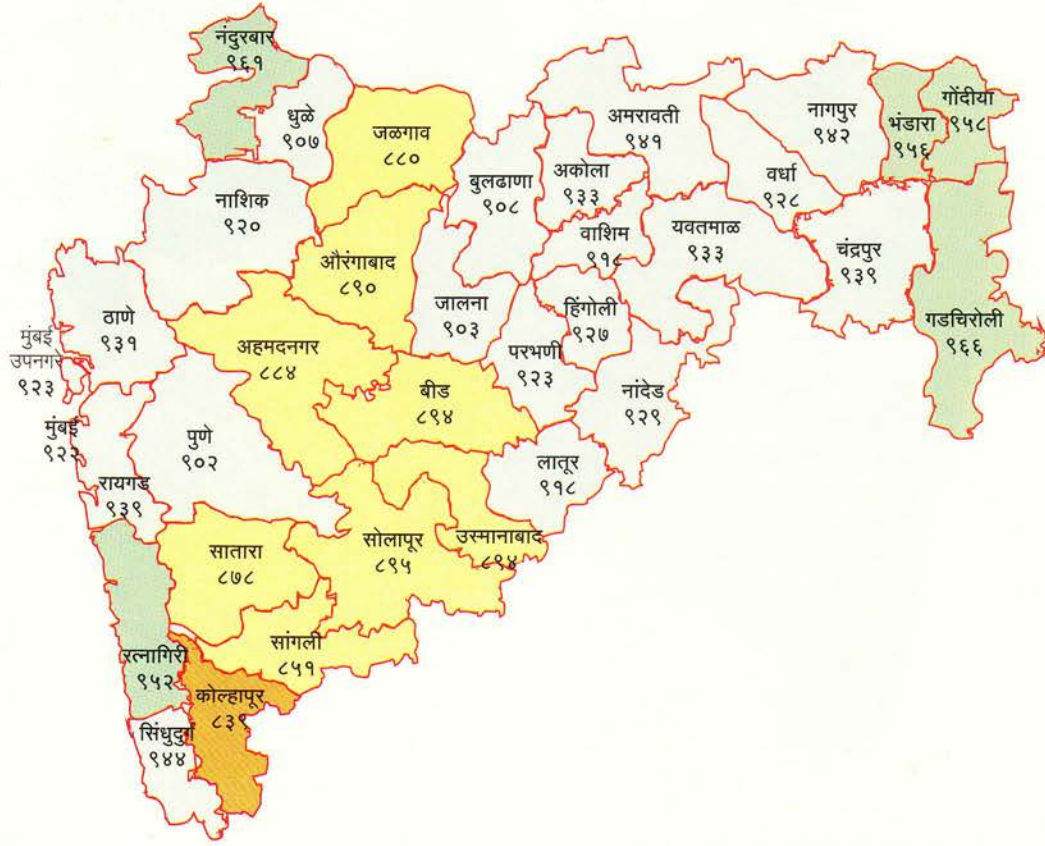 नंदुरबार
९६१
धुळे
९०७
जळगाव
८८०
नाशिक
९२०
औरंगाबाद
८९०
बुलढाणा
९०८
अकोला
९३३
अमरावती
९४१
वर्धा
९२८
नागपुर
९४२
भंडारा
९५६
गोंदीया
९५८
वाशिम
९१८
यवतमाळ
९३३
चंद्रपुर
९३९
गडचिरोली
९६६
ठाणे
९३१
मुंबई
उपनगर
९२३
अहमदनगर
८८४
जालना
९०३
हिंगोली
९२७
परभणी
९२३
नांदेड
९२९
बीड
८९४
मुंबई
९२२
पुणे
९०२
रायगड
९३९
लातूर
९१८
सातारा
८७८
सोलापूर
८९५
उस्मानाबाद
८९४
सांगली
८५१
रत्नागिरी
९५२
कोल्हापूर
८३९
सिंधुदुर्ग
९४४